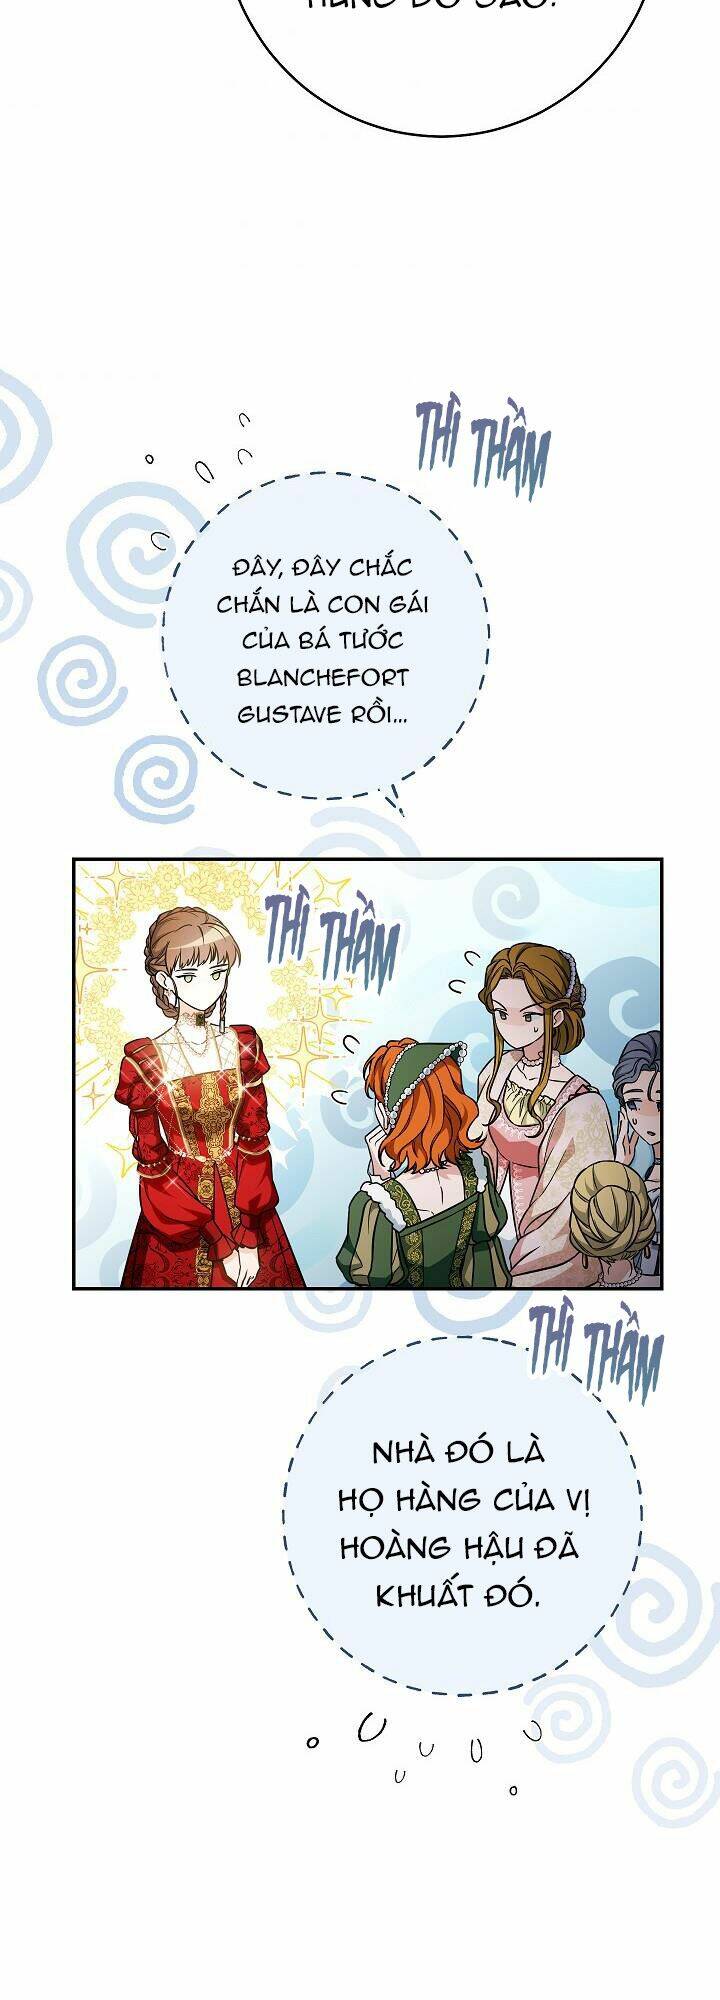 THÌ THẦM
ĐÂY, ĐÂY CHẮC
CHẮN LÀ CON GÁI
CỦA BÁ TƯỚC
BLANCHEFORT
GUSTAVE RỒI...
THÌ THẦM
THÌ THẦM
NHÀ ĐÓ LÀ
HỌ HÀNG CỦA VỊ
HOÀNG HẬU ĐÃ
KHUẤT ĐÓ.